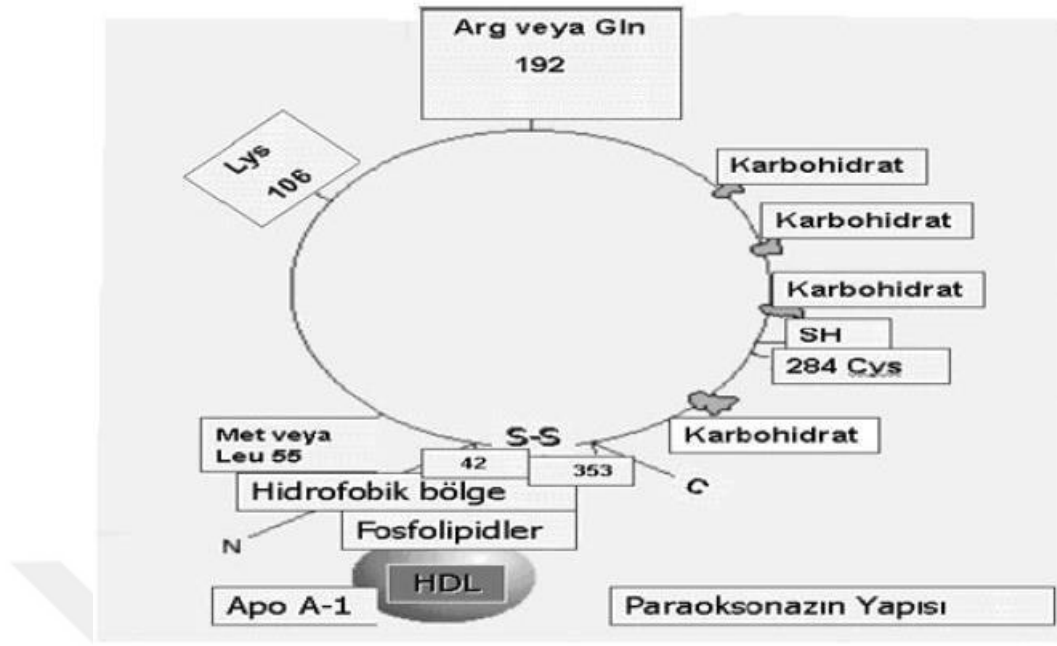 Arg veya Gln
192
Lys
106
Karbohidrat
Karbohidrat
Karbohidrat
SH
284 Cys
Karbohidrat
Met veya
Leu 55
S-S
42
353
C
Hidrofobik bölge
Fosfolipidler
N
HDL
Apo A-1
Paraoksonazın Yapısı